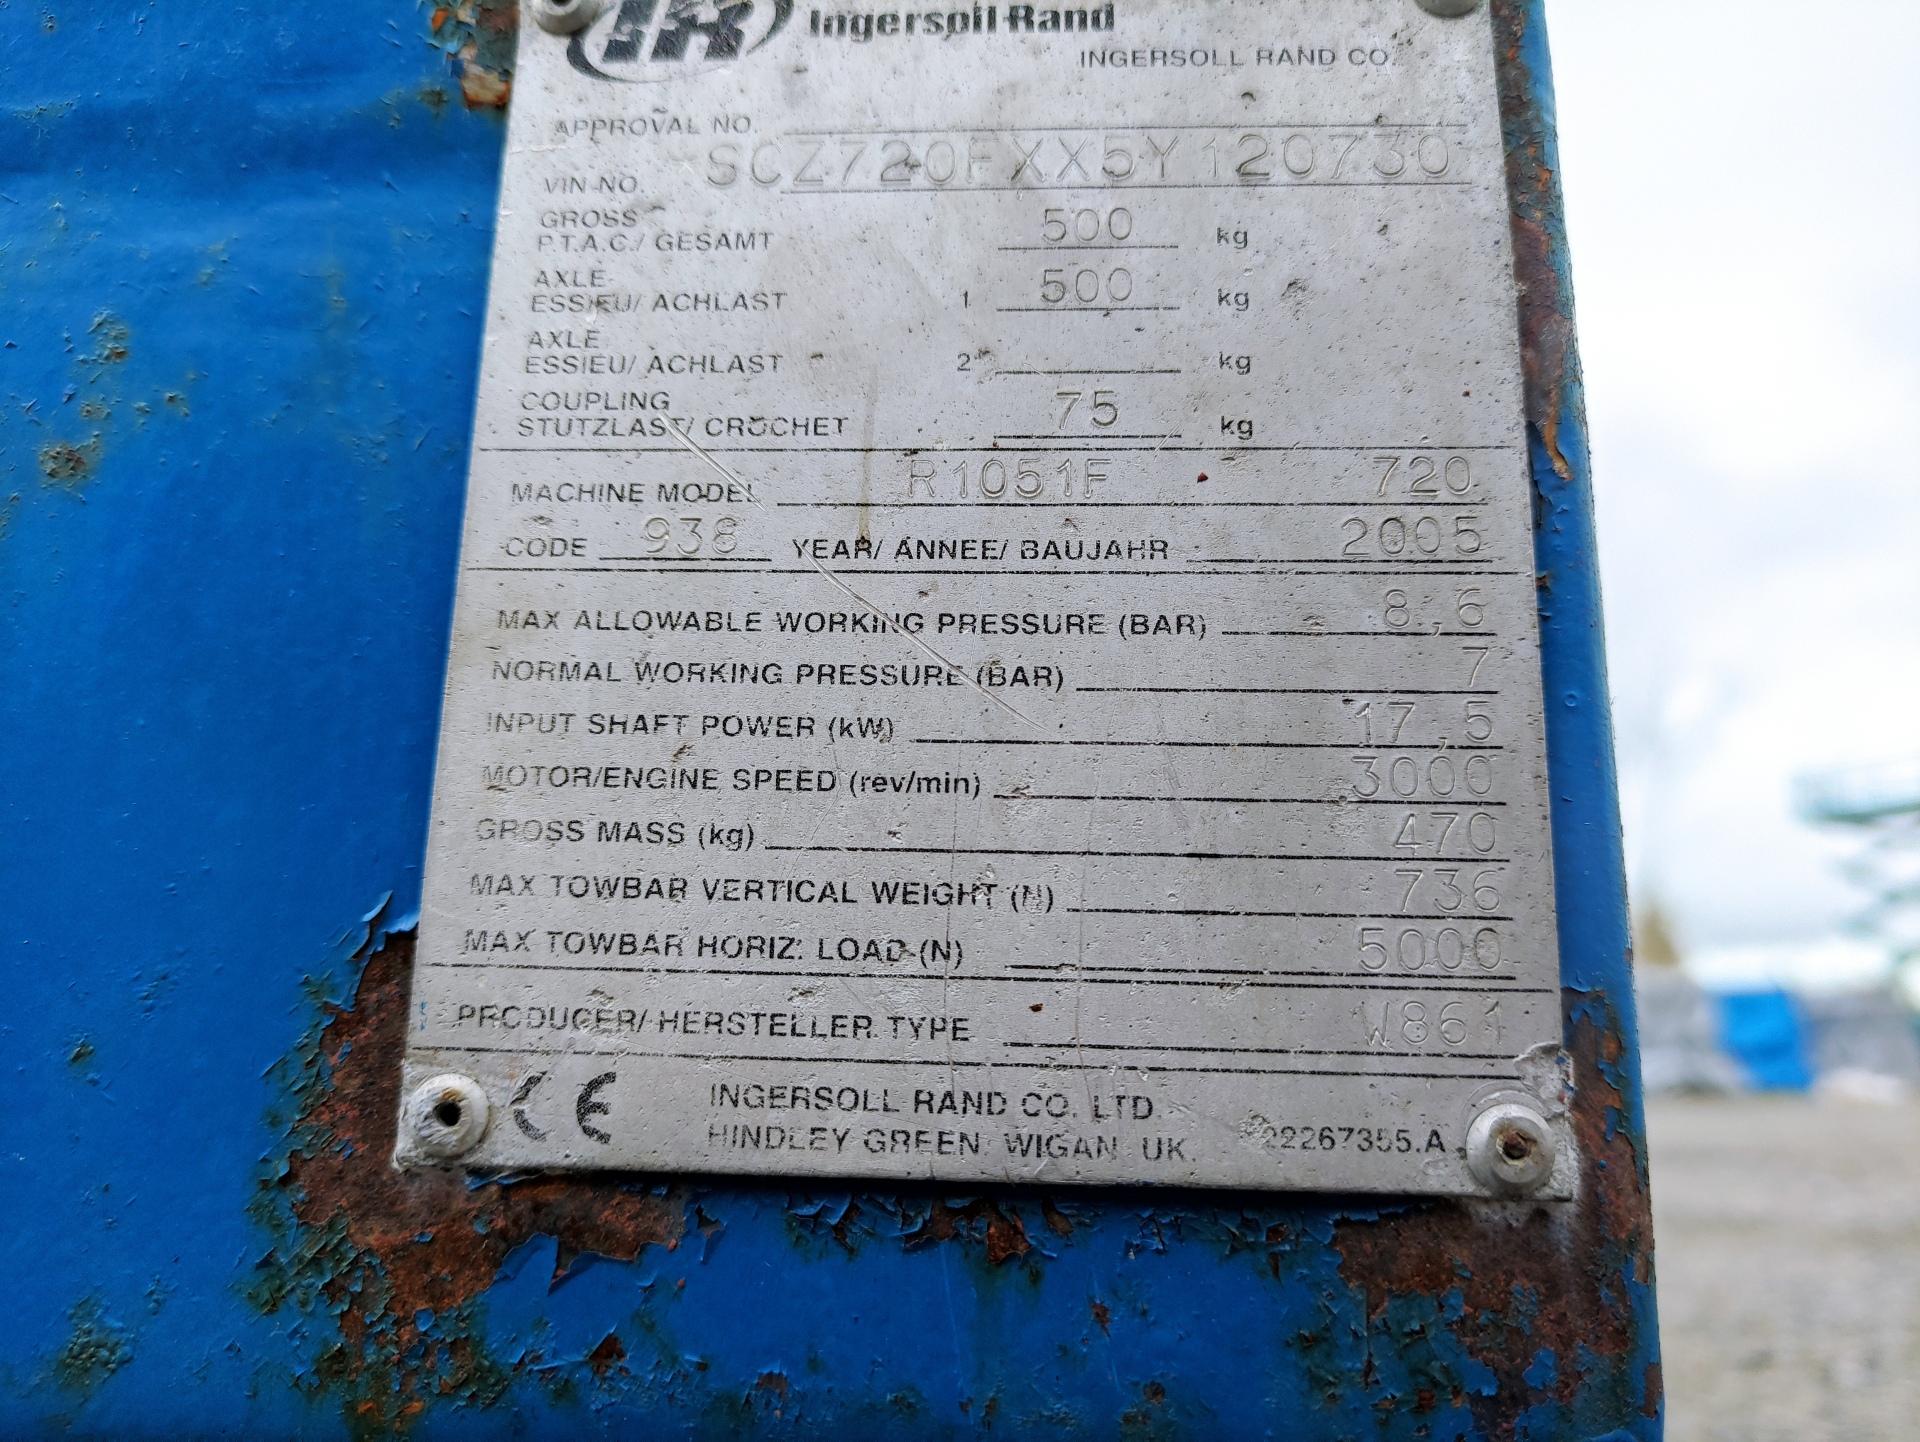 IR Ingersoll-Rand
INGERSOLL RAND CO.
APPROVAL NO.
VIN NO. SCZ720FXX5Y120730
GROSS
P.T.A.C./ GESAMT 500 kg
AXLE
ESSIEU/ ACHLAST 1 500 kg
AXLE
ESSIEU/ ACHLAST 2 kg
COUPLING
STUTZLAST/ CROCHET 75 kg
MACHINE MODEL R1051F 720
CODE 938 YEAR/ ANNEE/ BAUJAHR 2005
MAX ALLOWABLE WORKING PRESSURE (BAR) 8,6
NORMAL WORKING PRESSURE (BAR) 7
INPUT SHAFT POWER (kW) 17,5
MOTOR/ENGINE SPEED (rev/min) 3000
GROSS MASS (kg) 470
MAX TOWBAR VERTICAL WEIGHT (N) 736
MAX TOWBAR HORIZ. LOAD (N) 5000
PRODUCER/ HERSTELLER TYPE W861
CE INGERSOLL RAND CO. LTD.
HINDLEY GREEN. WIGAN. UK. 22267355.A